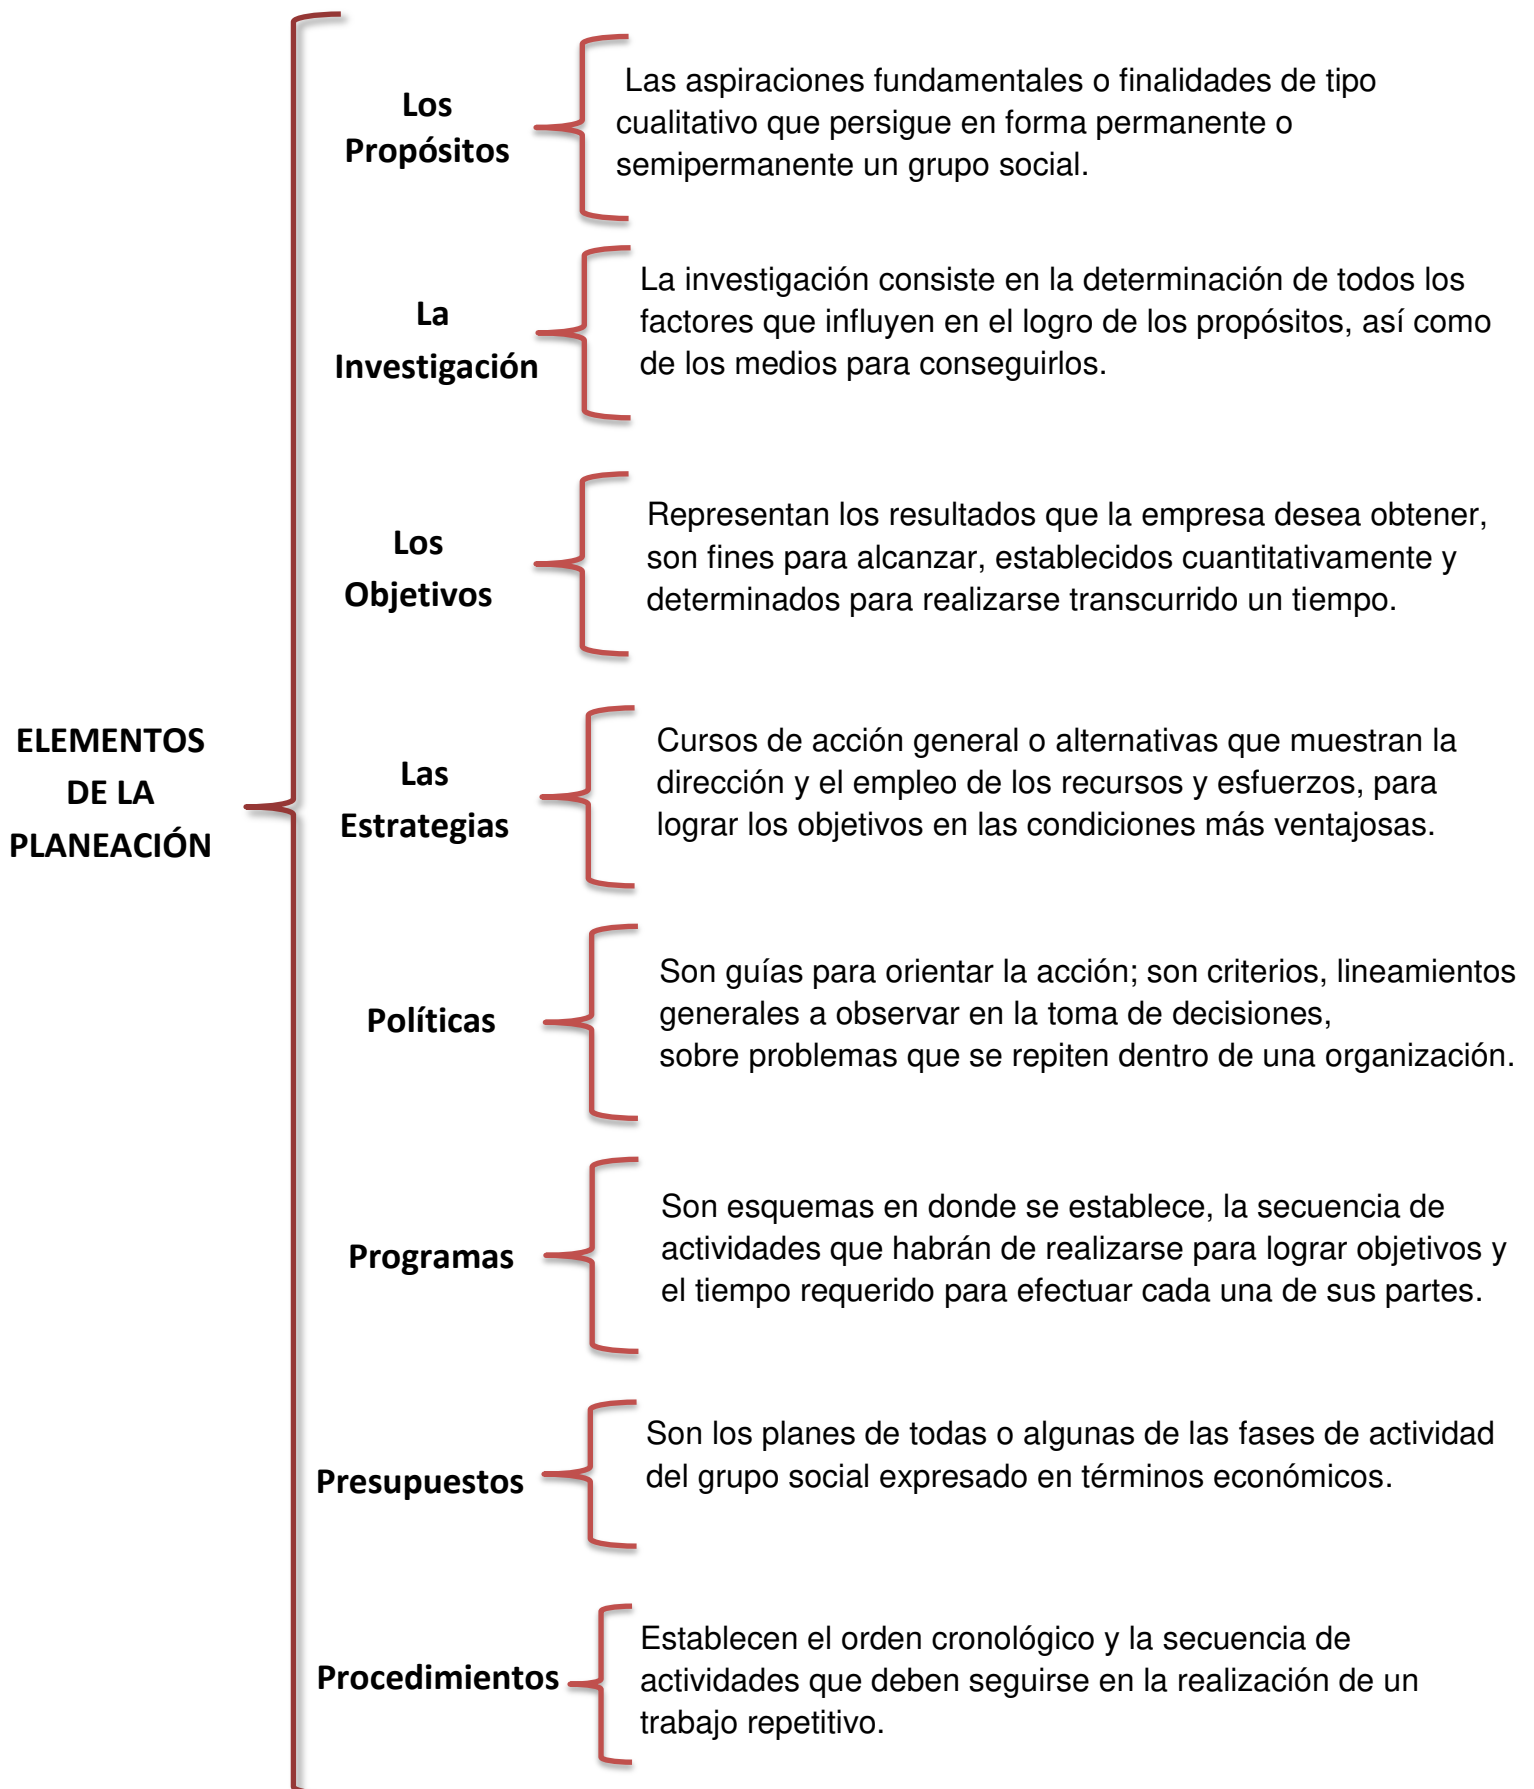 ELEMENTOS
DE LA
PLANEACIÓN
Los
Propósitos
Las aspiraciones fundamentales o finalidades de tipo
cualitativo que persigue en forma permanente o
semipermanente un grupo social.
La
Investigación
La investigación consiste en la determinación de todos los
factores que influyen en el logro de los propósitos, así como
de los medios para conseguirlos.
Los
Objetivos
Representan los resultados que la empresa desea obtener,
son fines para alcanzar, establecidos cuantitativamente y
determinados para realizarse transcurrido un tiempo.
Las
Estrategias
Cursos de acción general o alternativas que muestran la
dirección y el empleo de los recursos y esfuerzos, para
lograr los objetivos en las condiciones más ventajosas.
Políticas
Son guías para orientar la acción; son criterios, lineamientos
generales a observar en la toma de decisiones,
sobre problemas que se repiten dentro de una organización.
Programas
Son esquemas en donde se establece, la secuencia de
actividades que habrán de realizarse para lograr objetivos y
el tiempo requerido para efectuar cada una de sus partes.
Presupuestos
Son los planes de todas o algunas de las fases de actividad
del grupo social expresado en términos económicos.
Procedimientos
Establecen el orden cronológico y la secuencia de
actividades que deben seguirse en la realización de un
trabajo repetitivo.